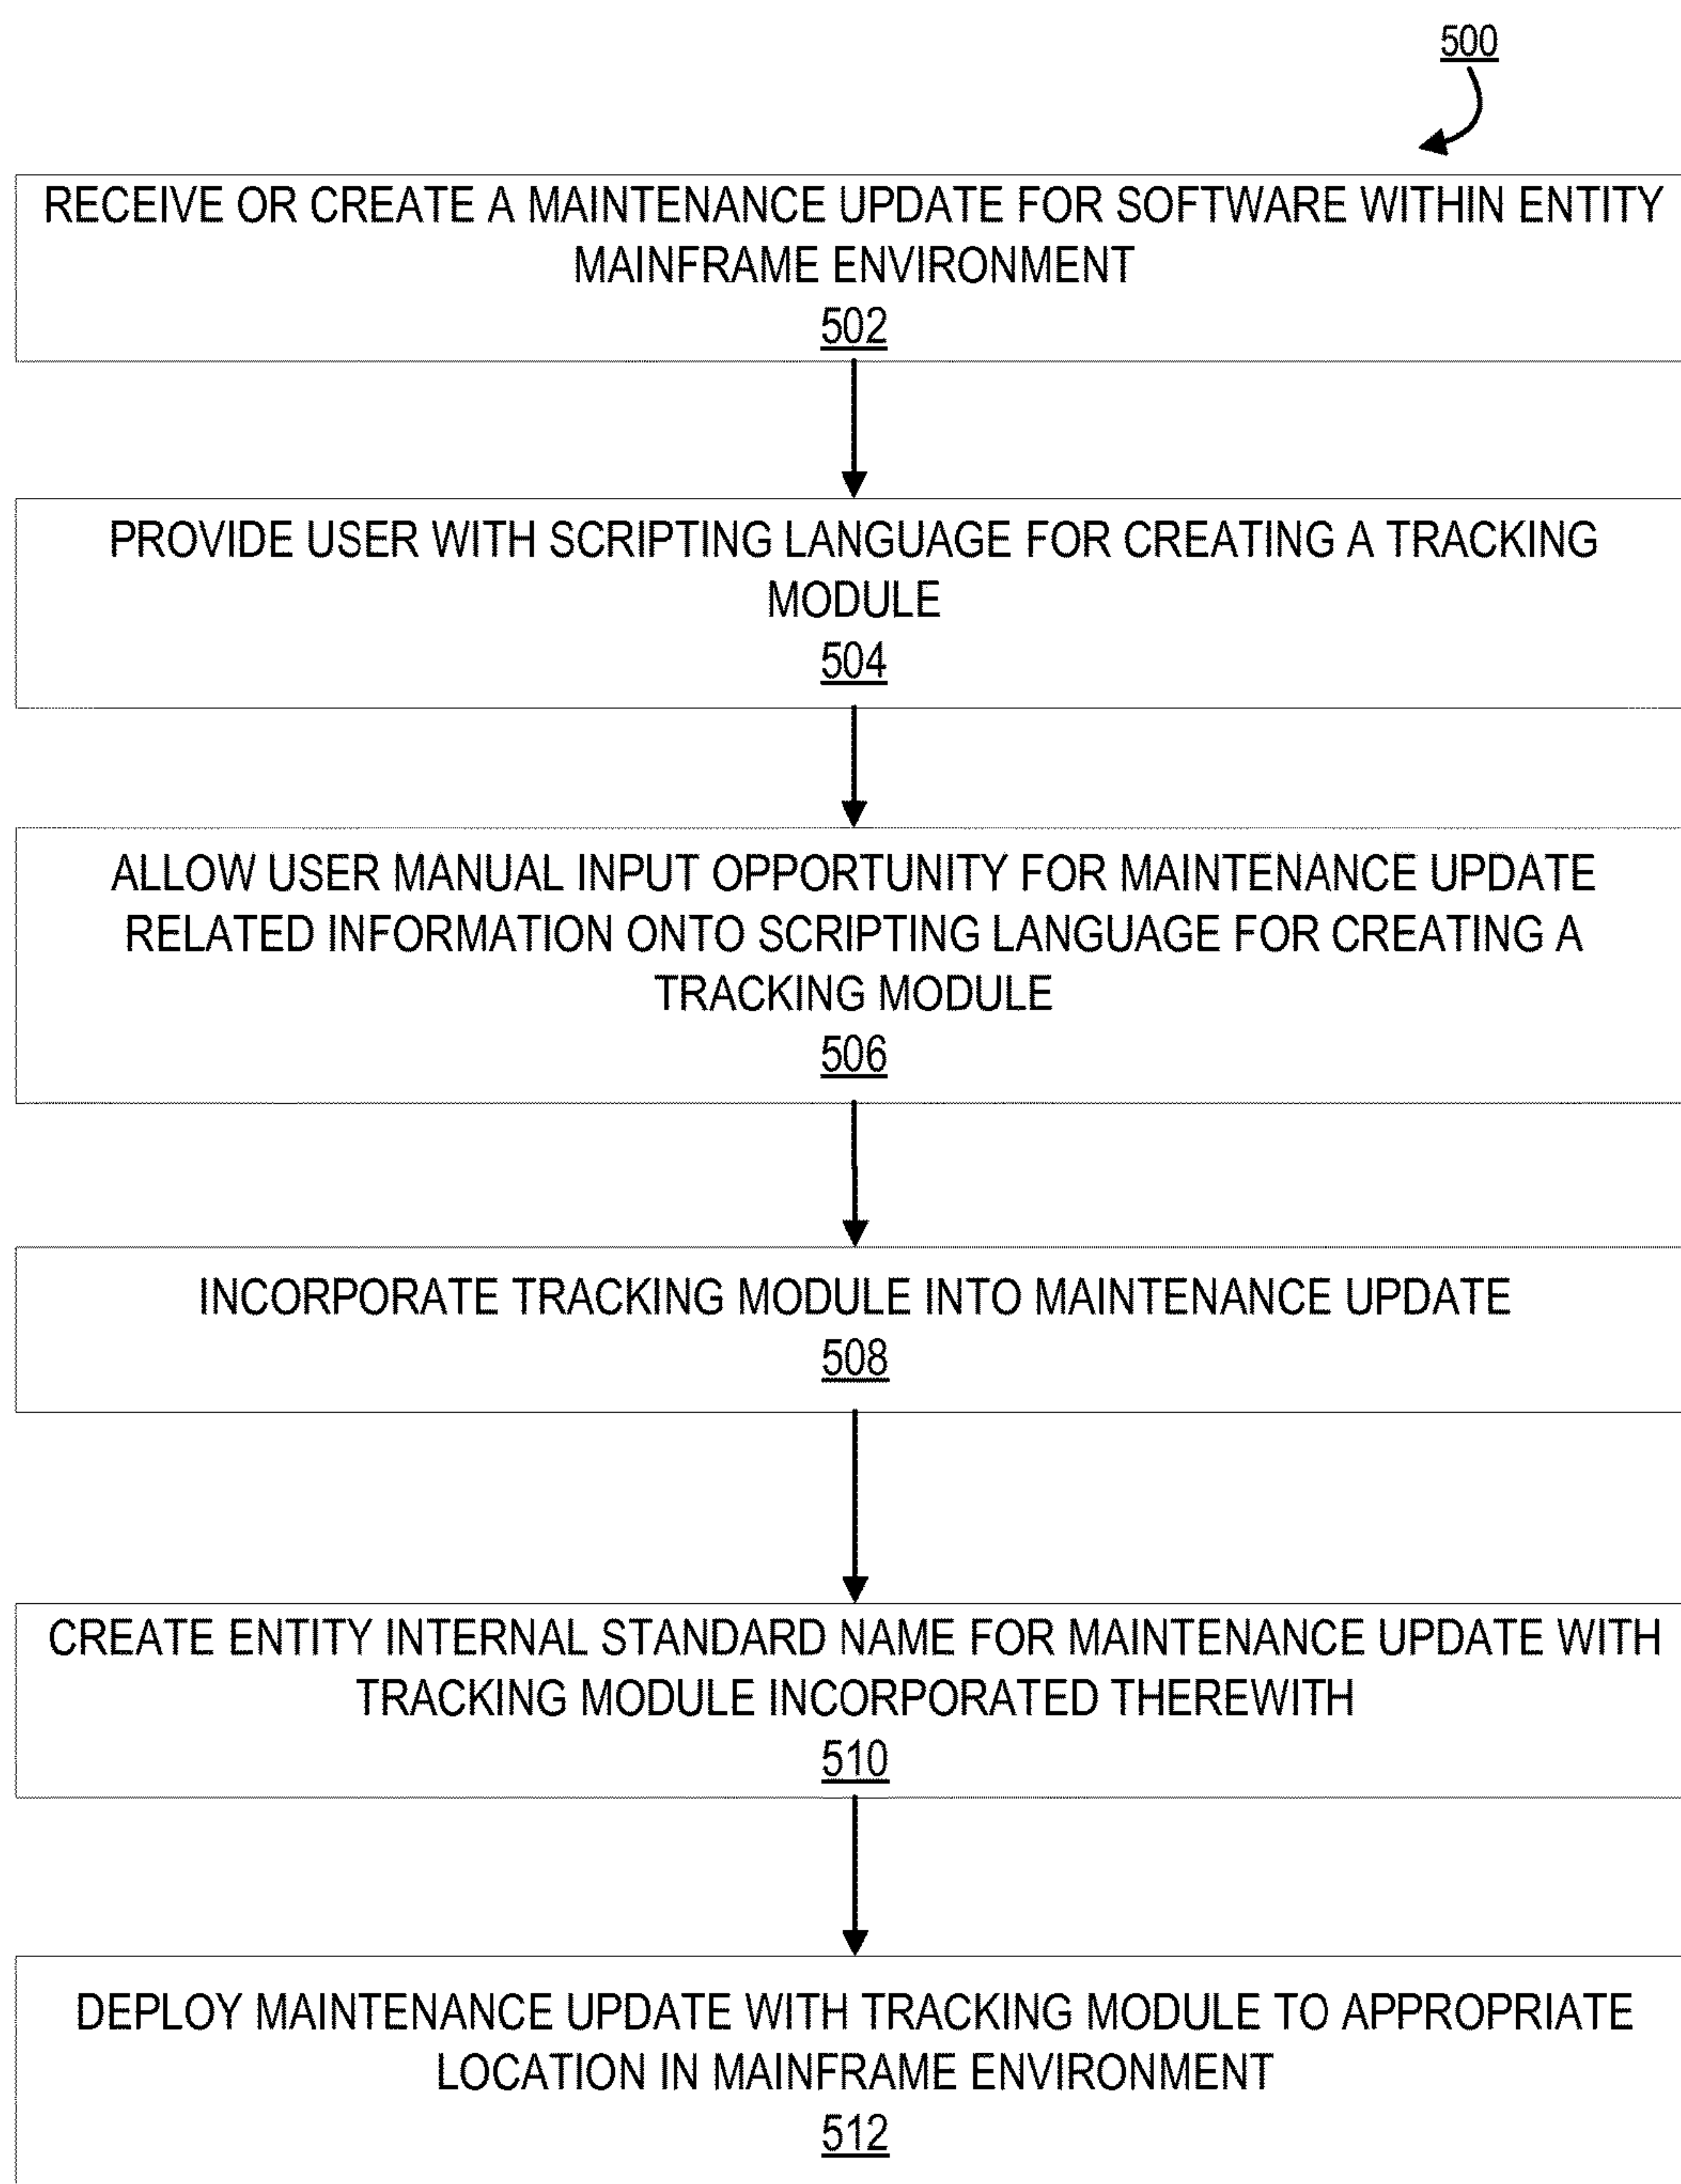 500
RECEIVE OR CREATE A MAINTENANCE UPDATE FOR SOFTWARE WITHIN ENTITY
MAINFRAME ENVIRONMENT
502
PROVIDE USER WITH SCRIPTING LANGUAGE FOR CREATING A TRACKING
MODULE
504
ALLOW USER MANUAL INPUT OPPORTUNITY FOR MAINTENANCE UPDATE
RELATED INFORMATION ONTO SCRIPTING LANGUAGE FOR CREATING A
TRACKING MODULE
506
INCORPORATE TRACKING MODULE INTO MAINTENANCE UPDATE
508
CREATE ENTITY INTERNAL STANDARD NAME FOR MAINTENANCE UPDATE WITH
TRACKING MODULE INCORPORATED THEREWITH
510
DEPLOY MAINTENANCE UPDATE WITH TRACKING MODULE TO APPROPRIATE
LOCATION IN MAINFRAME ENVIRONMENT
512